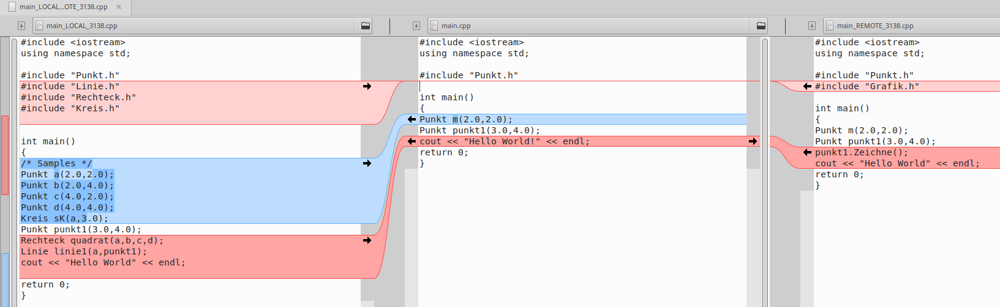 main_LOCAL...OTE_3138.cpp
main_LOCAL_3138.cpp
#include <iostream>
using namespace std;
#include "Punkt.h"
#include "Linie.h"
#include "Rechteck.h"
#include "Kreis.h"
int main()
{
/* Samples */
Punkt a(2.0,2.0);
Punkt b(2.0,4.0);
Punkt c(4.0,2.0);
Punkt d(4.0,4.0);
Kreis sK(a,3.0);
Punkt punkt1(3.0,4.0);
Rechteck quadrat(a,b,c,d);
Linie linie1(a,punkt1);
cout << "Hello World" << endl;
return 0;
}
main.cpp
#include <iostream>
using namespace std;
#include "Punkt.h"
int main()
{
Punkt m(2.0,2.0);
Punkt punkt1(3.0,4.0);
cout << "Hello World!" << endl;
return 0;
}
main_REMOTE_3138.cpp
#include <iostream>
using namespace std;
#include "Punkt.h"
#include "Grafik.h"
int main()
{
Punkt m(2.0,2.0);
Punkt punkt1(3.0,4.0);
punkt1.Zeichne();
cout << "Hello World" << endl;
return 0;
}